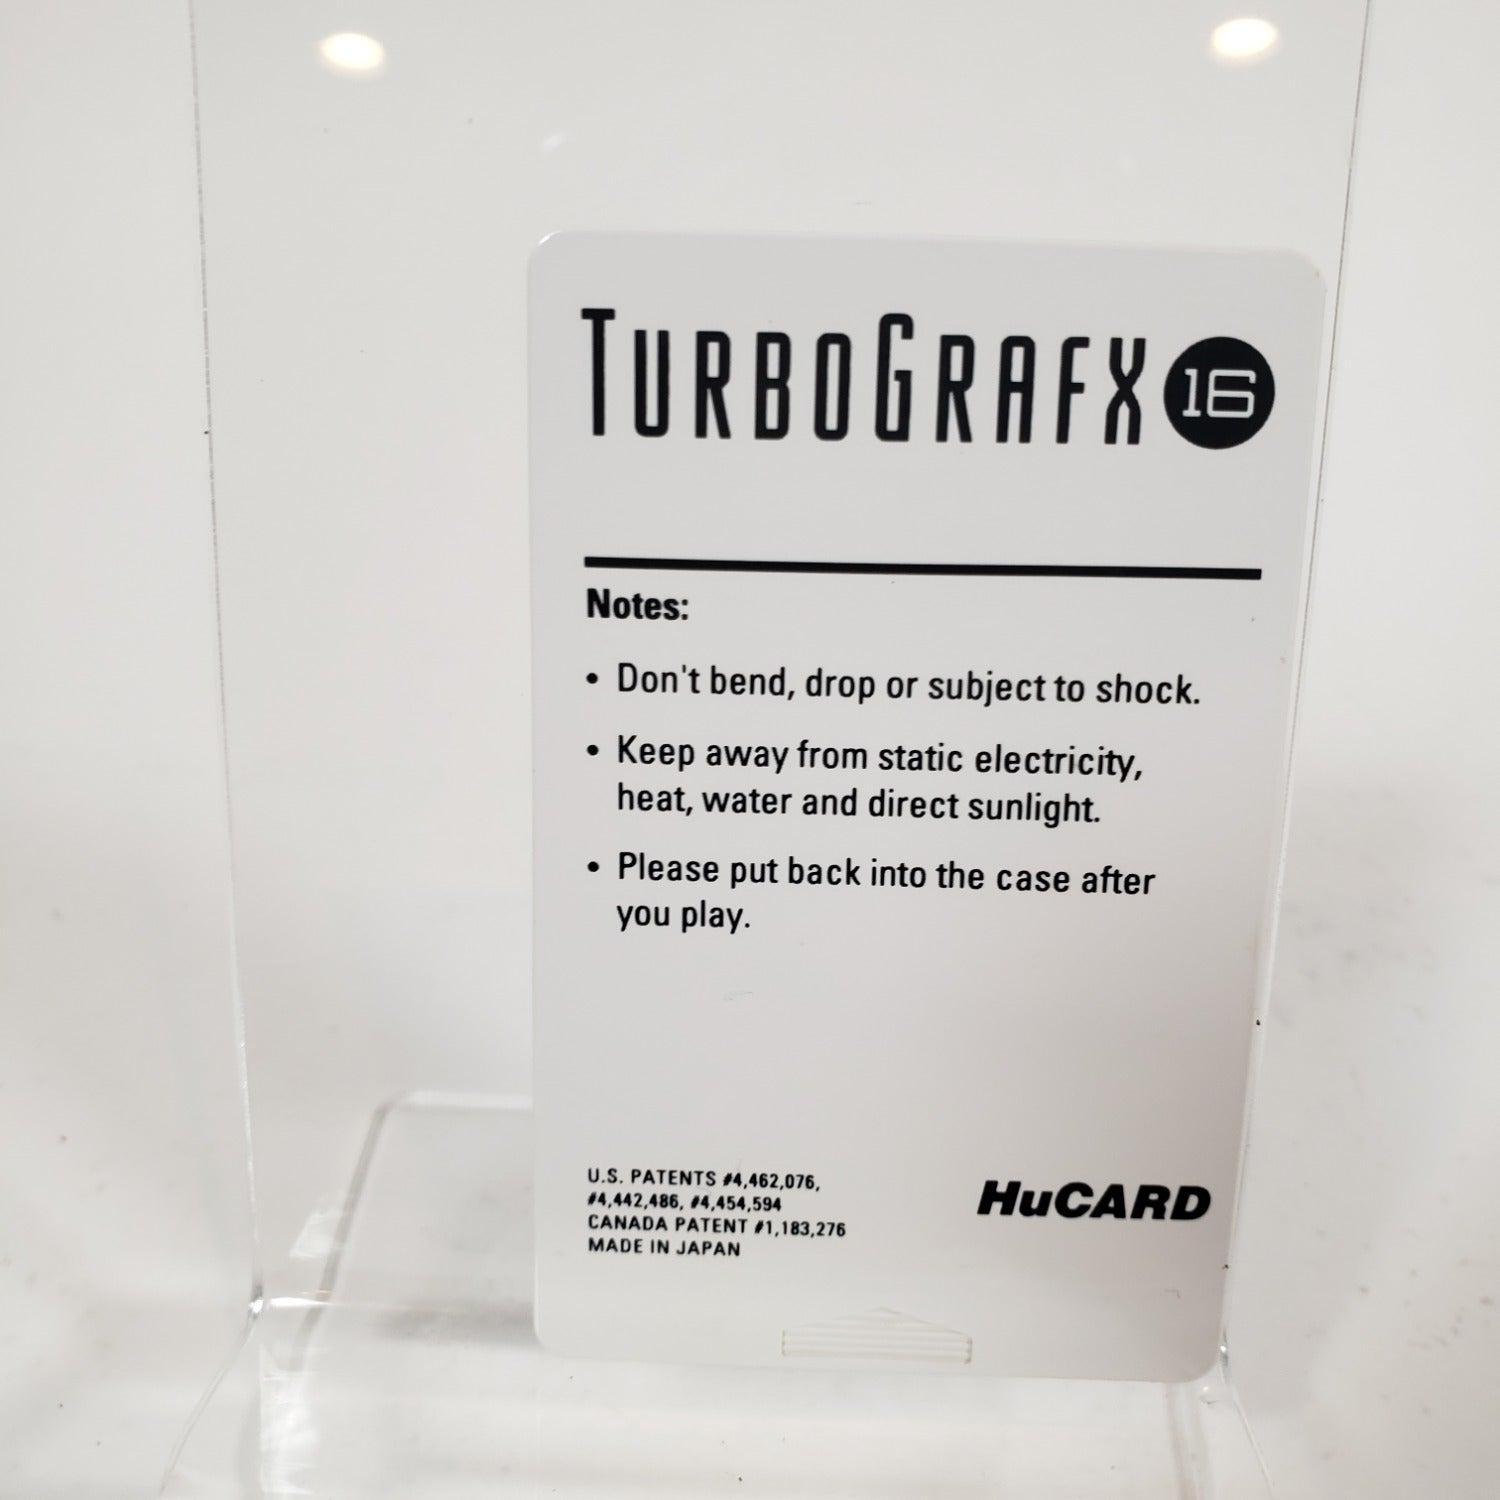 TURBOGRAFX 16
Notes:
• Don't bend, drop or subject to shock.
• Keep away from static electricity,
heat, water and direct sunlight.
• Please put back into the case after
you play.
U.S. PATENTS #4,462,076,
#4,442,486, #4,454,594
CANADA PATENT #1,183,276
MADE IN JAPAN
HuCARD